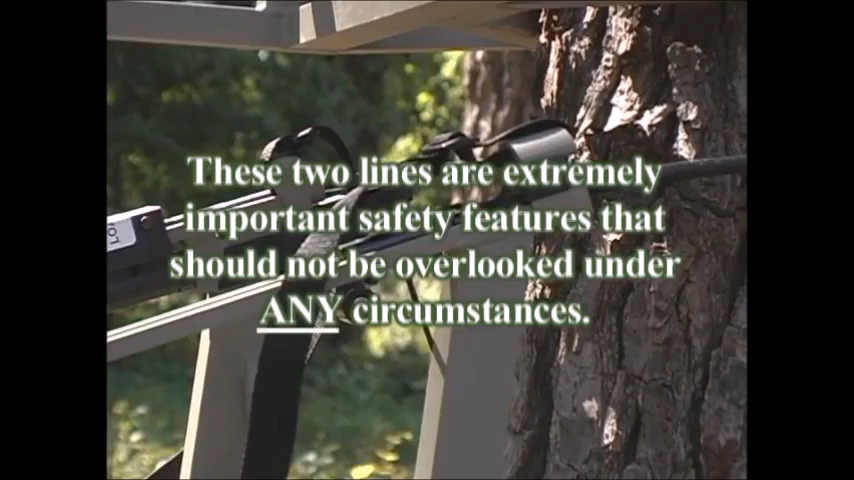 These two lines are extremely
important safety features that
should not be overlooked under
ANY circumstances.